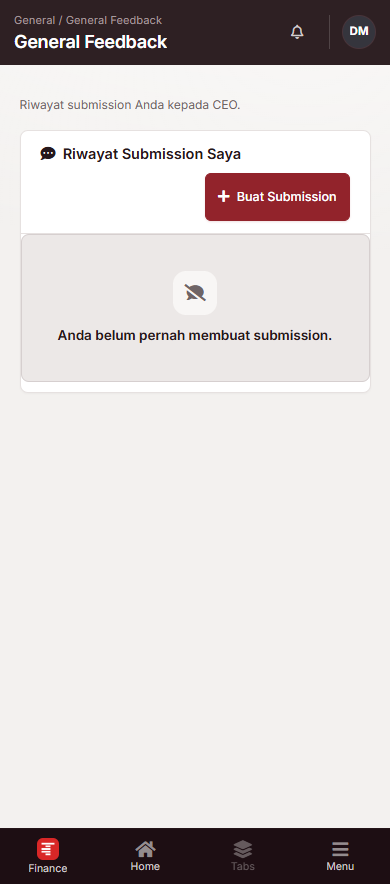 General / General Feedback
General Feedback
DM
Riwayat submission Anda kepada CEO.
Riwayat Submission Saya
Buat Submission
Anda belum pernah membuat submission.
Finance
Home
Tabs
Menu